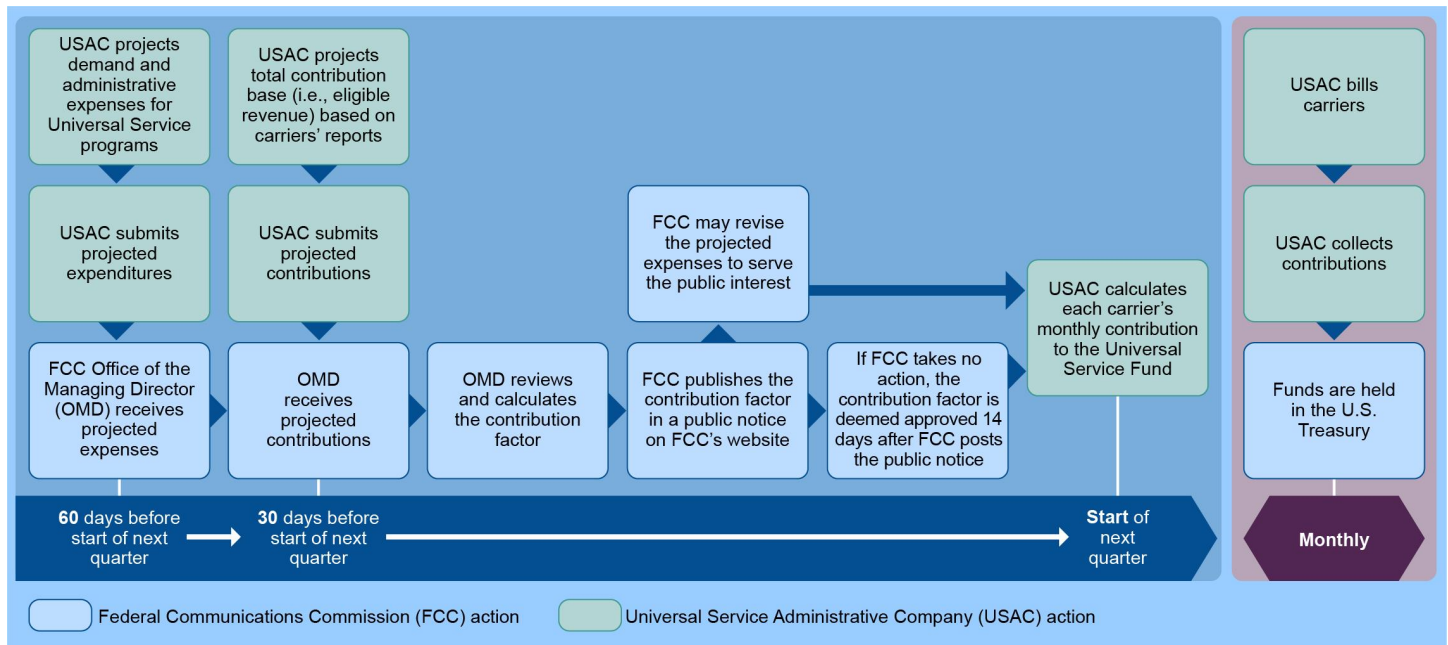 USAC projects
demand and
administrative
expenses for
Universal Service
programs
USAC submits
projected
expenditures
FCC Office of the
Managing Director
(OMD) receives
projected
expenses
USAC projects
total contribution
base (i.e., eligible
revenue) based on
carriers’ reports
USAC submits
projected
contributions
OMD
receives
projected
contributions
OMD reviews
and calculates
the contribution
factor
FCC publishes the
contribution factor
in a public notice
on FCC’s website
FCC may revise
the projected
expenses to serve
the public interest
If FCC takes no
action, the
contribution factor is
deemed approved 14
days after FCC posts
the public notice
USAC calculates
each carrier’s
monthly contribution
to the Universal
Service Fund
60 days before
start of next
quarter
30 days before
start of next
quarter
Start of
next
quarter
USAC bills
carriers
USAC collects
contributions
Funds are held
in the U.S.
Treasury
Monthly
Federal Communications Commission (FCC) action
Universal Service Administrative Company (USAC) action